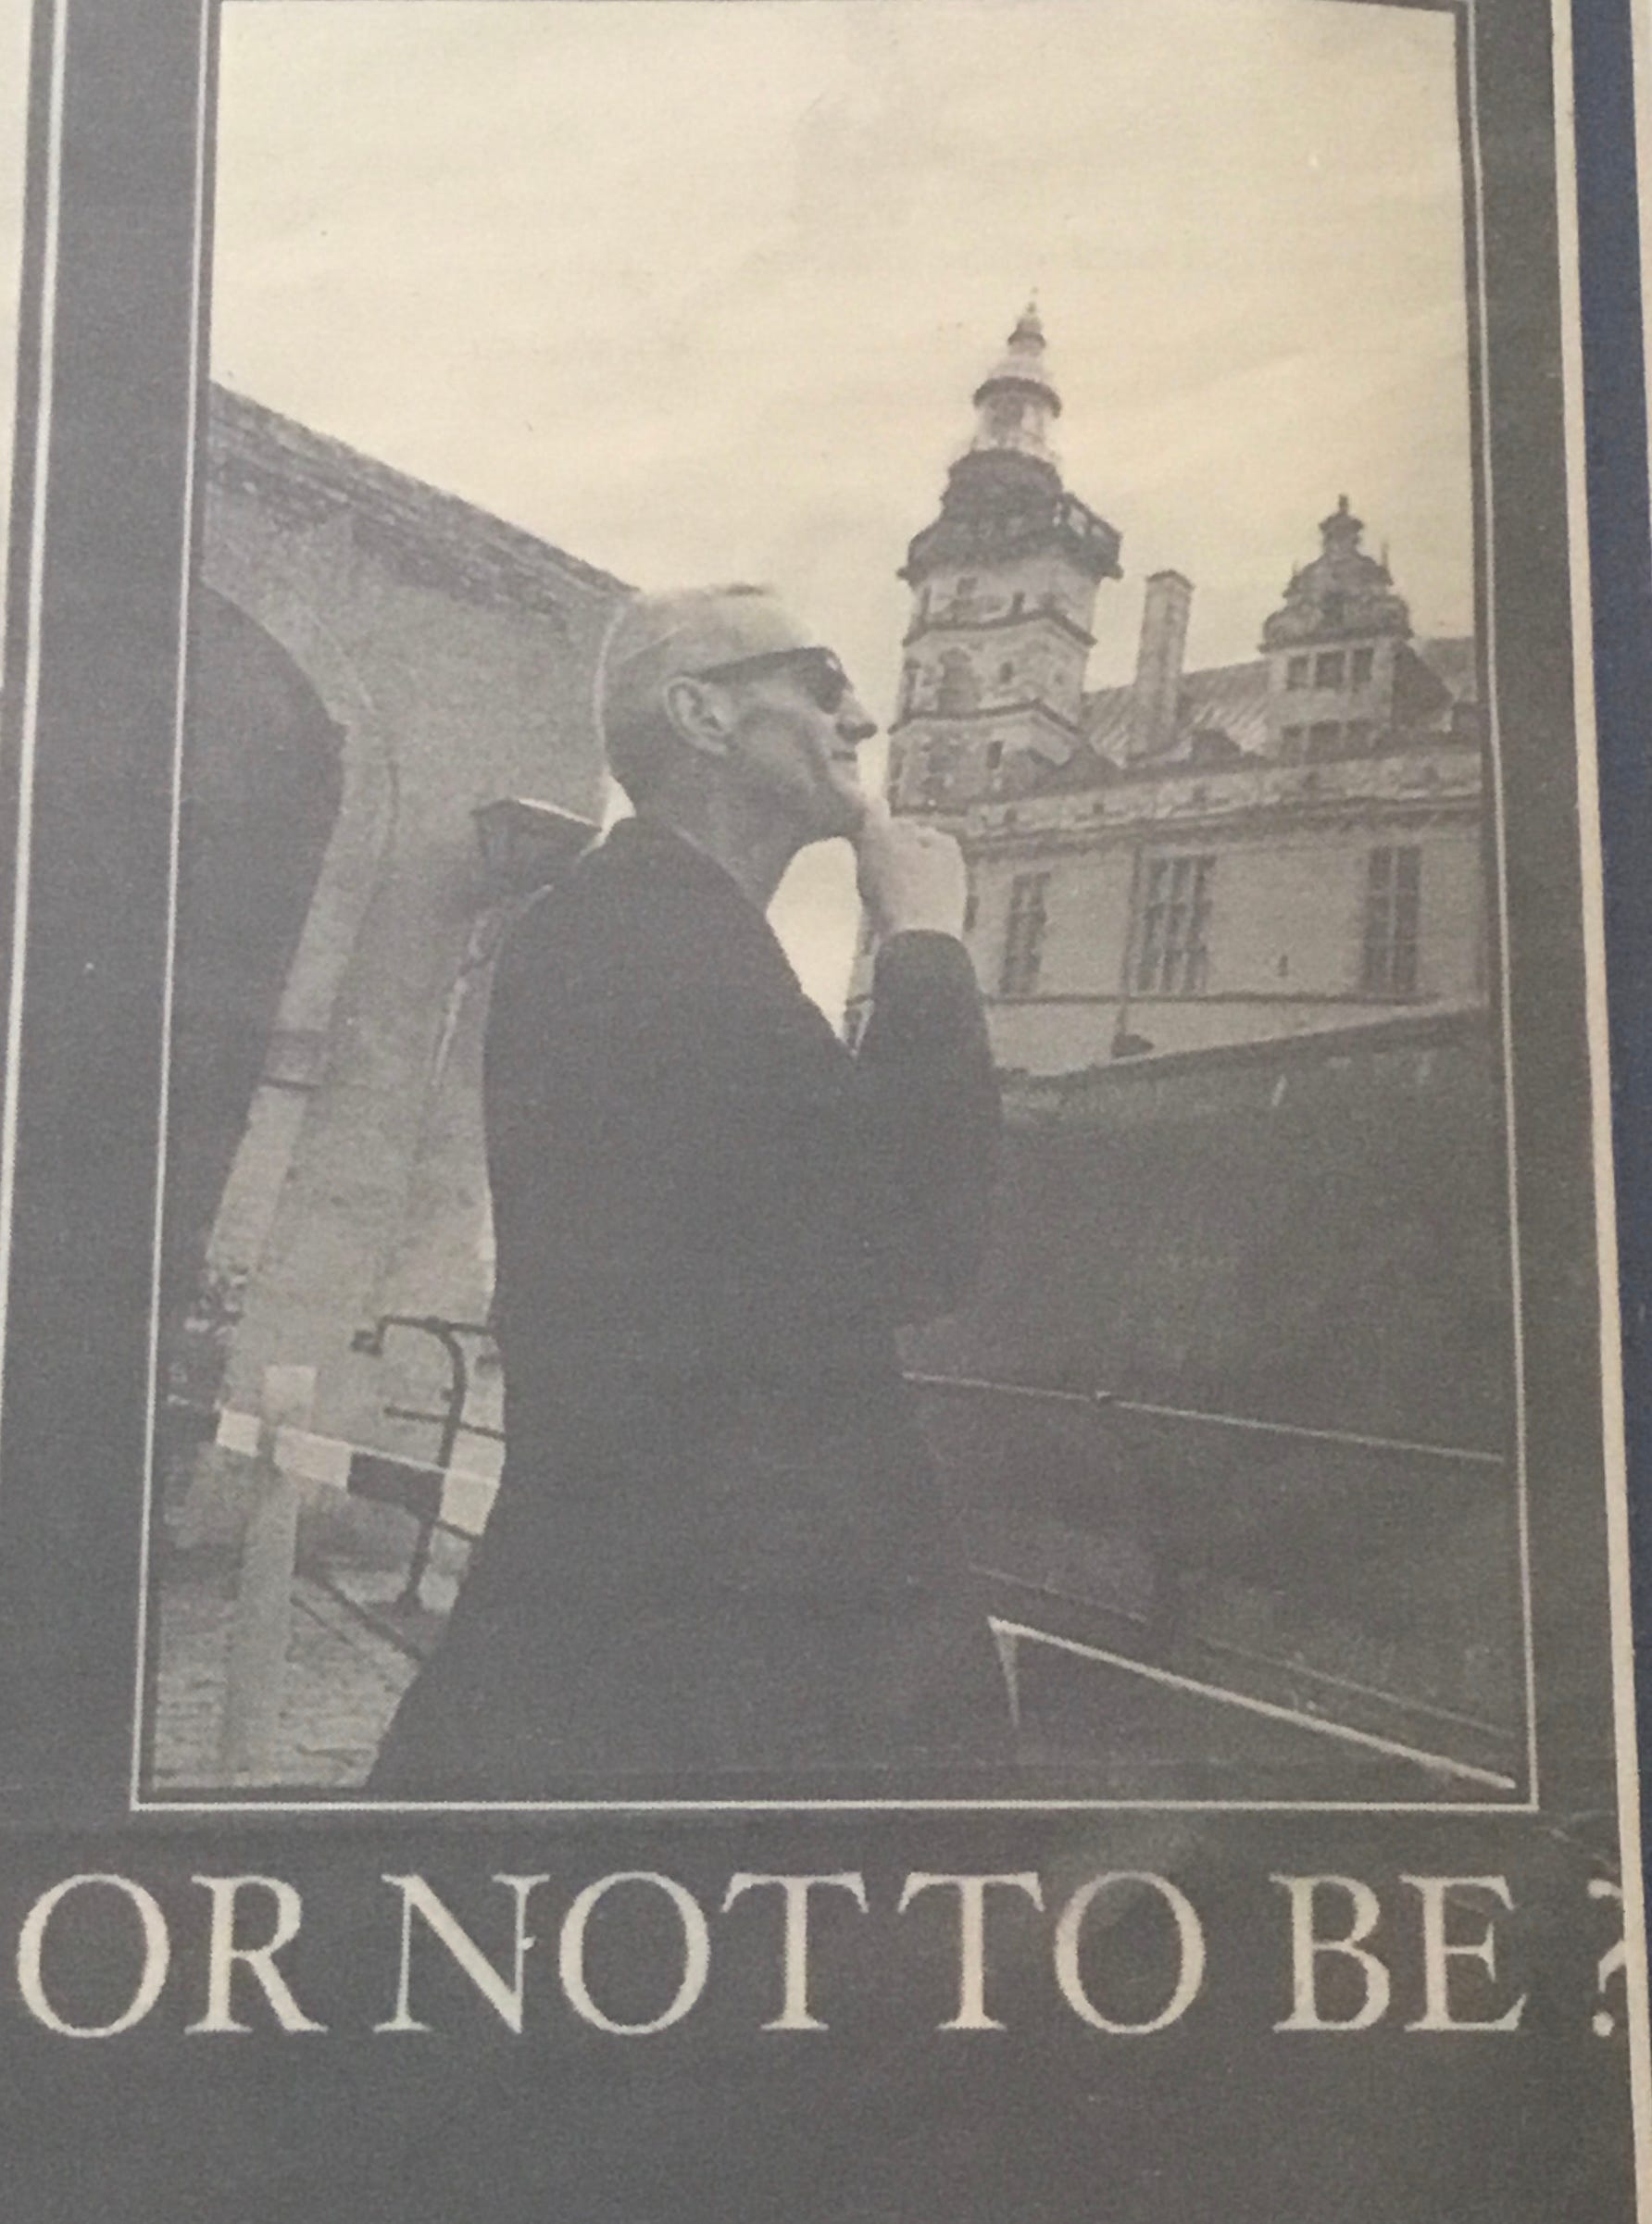 OR NOT TO BE ?